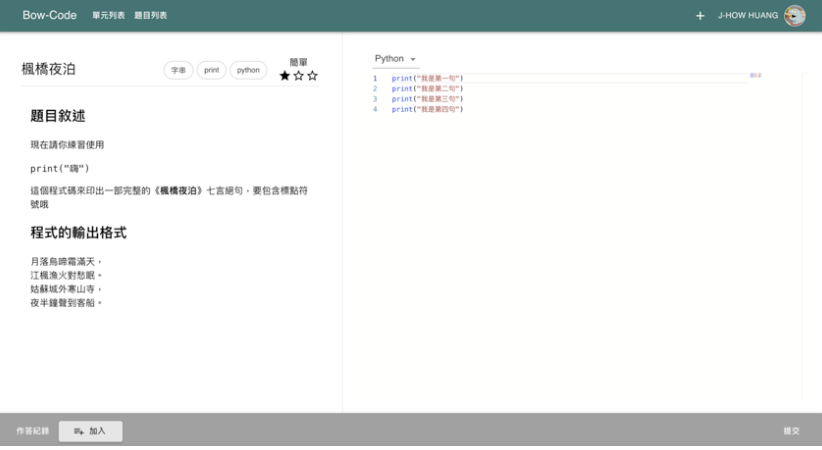 Bow-Code 單元列表 題目列表
+ J-HOW HUANG
楓橋夜泊
字串 print python
簡單
題目敘述
現在請你練習使用
print("嗨")
這個程式碼來印出一部完整的《楓橋夜泊》七言絕句，要包含標點符
號哦
程式的輸出格式
月落烏啼霜滿天，
江楓漁火對愁眠。
姑蘇城外寒山寺，
夜半鐘聲到客船。
Python
1 print("我是第一句")
2 print("我是第二句")
3 print("我是第三句")
4 print("我是第四句")
作答紀錄 加入 提交